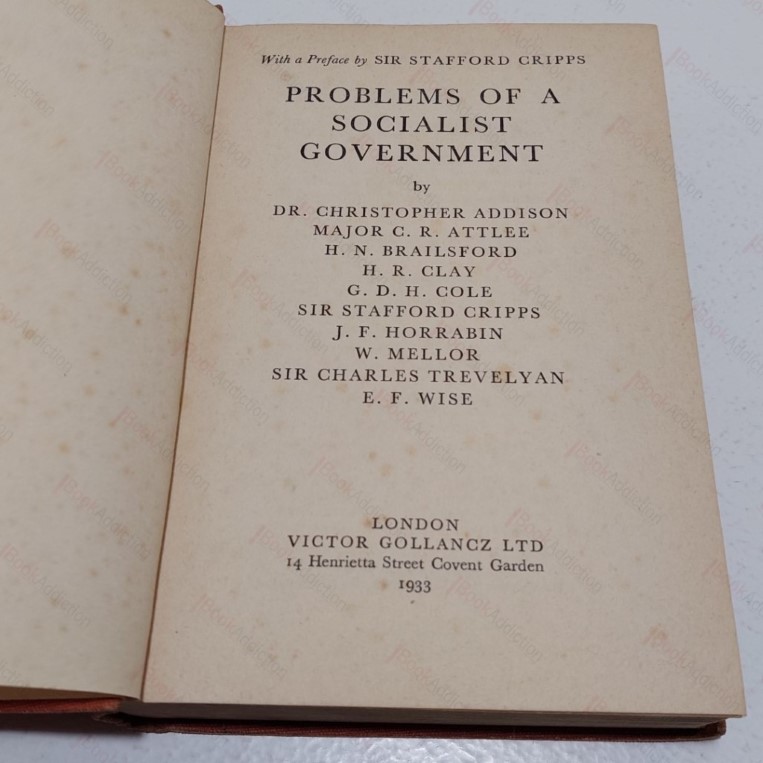 With a Preface by SIR STAFFORD CRIPPS
PROBLEMS OF A
SOCIALIST
GOVERNMENT
by
DR. CHRISTOPHER ADDISON
MAJOR C. R. ATTLEE
H. N. BRAILSFORD
H. R. CLAY
G. D. H. COLE
SIR STAFFORD CRIPPS
J. F. HORRABIN
W. MELLOR
SIR CHARLES TREVELYAN
E. F. WISE
LONDON
VICTOR GOLLANCZ LTD
14 Henrietta Street Covent Garden
1933
BookAddiction